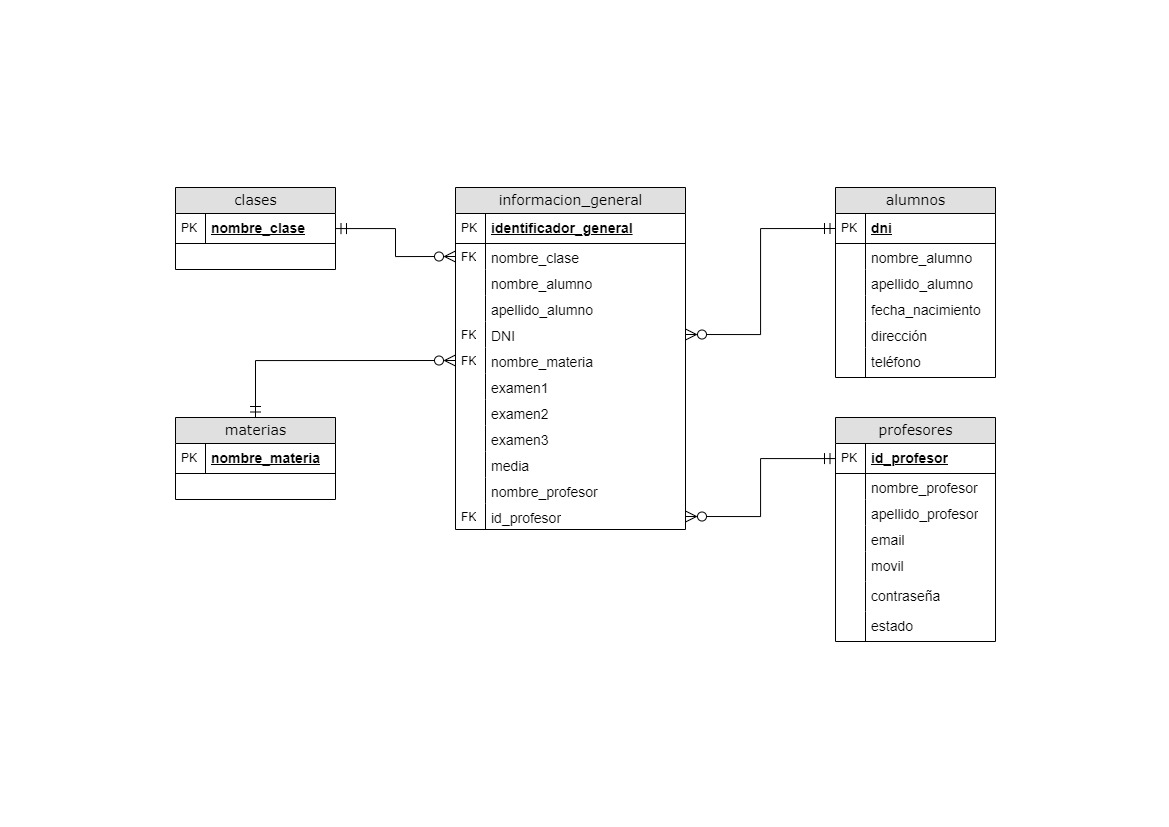 clases
PK nombre_clase
informacion_general
PK identificador_general
FK nombre_clase
nombre_alumno
apellido_alumno
FK DNI
FK nombre_materia
examen1
examen2
examen3
media
nombre_profesor
FK id_profesor
alumnos
PK dni
nombre_alumno
apellido_alumno
fecha_nacimiento
dirección
teléfono
materias
PK nombre_materia
profesores
PK id_profesor
nombre_profesor
apellido_profesor
email
movil
contraseña
estado